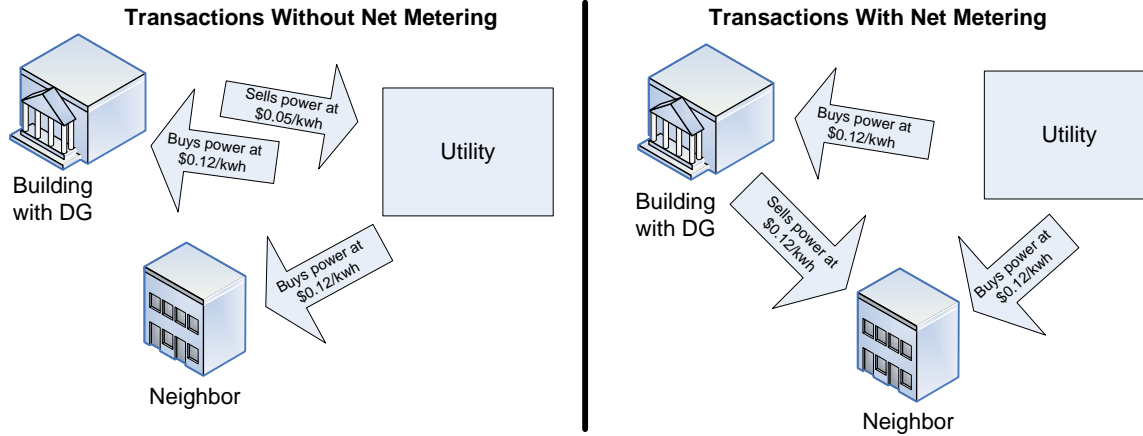 Transactions Without Net Metering
Sells power at
$0.05/kwh
Buys power at
$0.12/kwh
Utility
Building
with DG
Buys power at
$0.12/kwh
Neighbor
Transactions With Net Metering
Buys power at
$0.12/kwh
Utility
Building
with DG
Sells power at
$0.12/kwh
Buys power at
$0.12/kwh
Neighbor